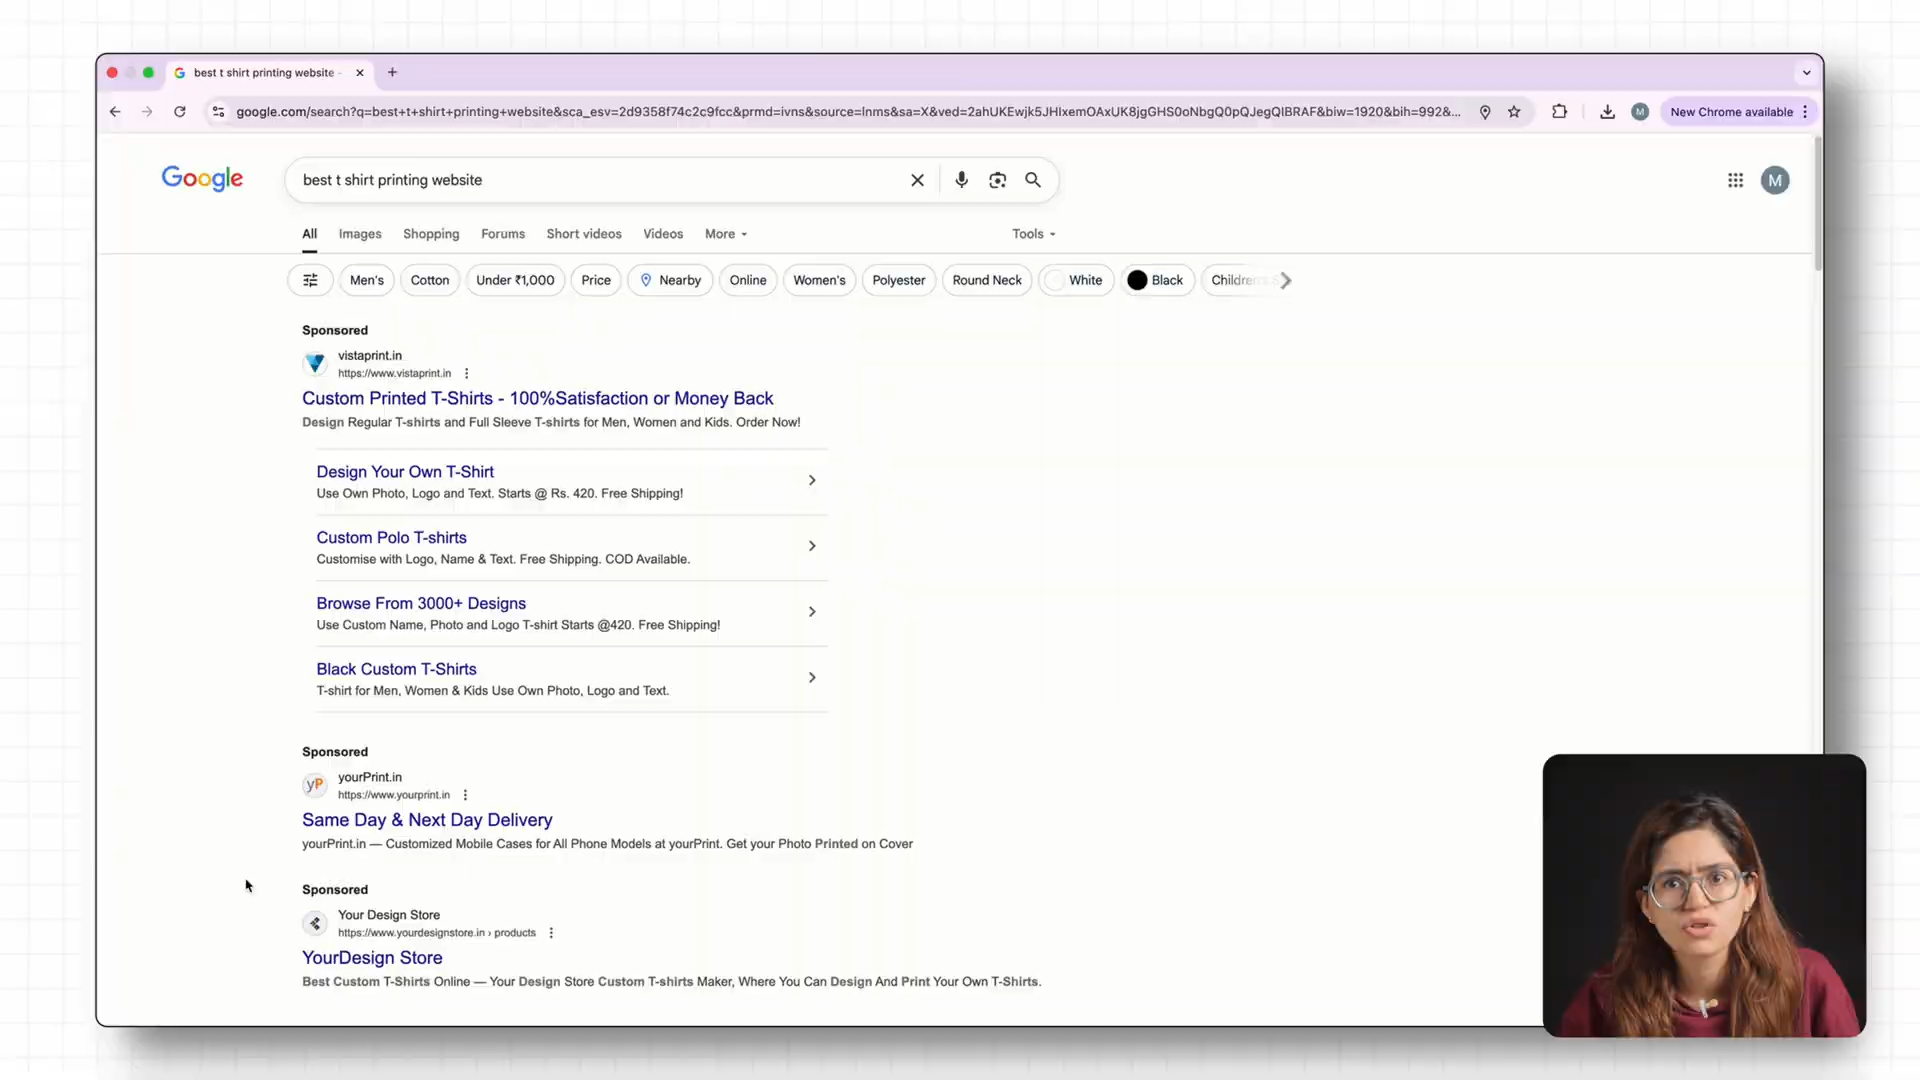 best t shirt printing website -
google.com/search?q=best+t+shirt+printing+website&sca_esv=2d9358f74c2c9fcc&prmd=ivns&source=lnms&sa=X&ved=2ahUKEwjk5JHIxemOAxUK8jgGHS0oNbgQ0pQJegQIBRAF&biw=1920&bih=992&...
M
New Chrome available
Google
best t shirt printing website
M
All Images Shopping Forums Short videos Videos More Tools
Men's Cotton Under ₹1,000 Price Nearby Online Women's Polyester Round Neck White Black
Sponsored
vistaprint.in
https://www.vistaprint.in
Custom Printed T-Shirts - 100%Satisfaction or Money Back
Design Regular T-shirts and Full Sleeve T-shirts for Men, Women and Kids. Order Now!
Design Your Own T-Shirt
Use Own Photo, Logo and Text. Starts @ Rs. 420. Free Shipping!
Custom Polo T-shirts
Customise with Logo, Name & Text. Free Shipping. COD Available.
Browse From 3000+ Designs
Use Custom Name, Photo and Logo T-shirt Starts @420. Free Shipping!
Black Custom T-Shirts
T-shirt for Men, Women & Kids Use Own Photo, Logo and Text.
Sponsored
yP
yourPrint.in
https://www.yourprint.in
Same Day & Next Day Delivery
yourPrint.in — Customized Mobile Cases for All Phone Models at yourPrint. Get your Photo Printed on Cover
Sponsored
Your Design Store
https://www.yourdesignstore.in › products
YourDesign Store
Best Custom T-Shirts Online — Your Design Store Custom T-shirts Maker, Where You Can Design And Print Your Own T-Shirts.